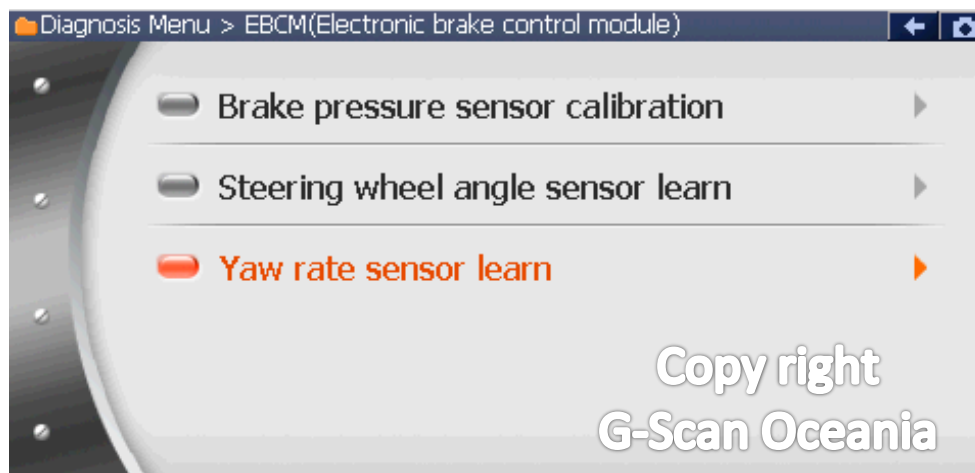 Diagnosis Menu > EBCM(Electronic brake control module)
Brake pressure sensor calibration
Steering wheel angle sensor learn
Yaw rate sensor learn
Copy right
G-Scan Oceania